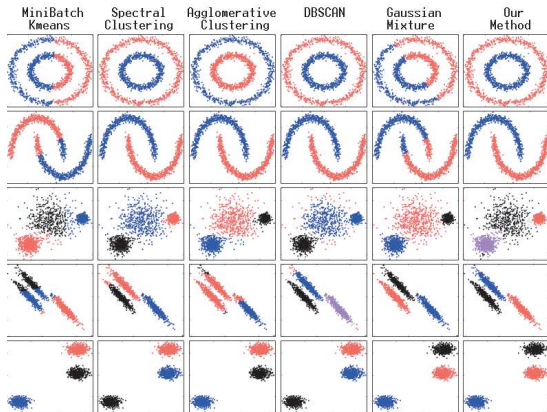 MiniBatch Kmeans
Spectral Clustering
Agglomerative Clustering
DBSCAN
Gaussian Mixture
Our Method